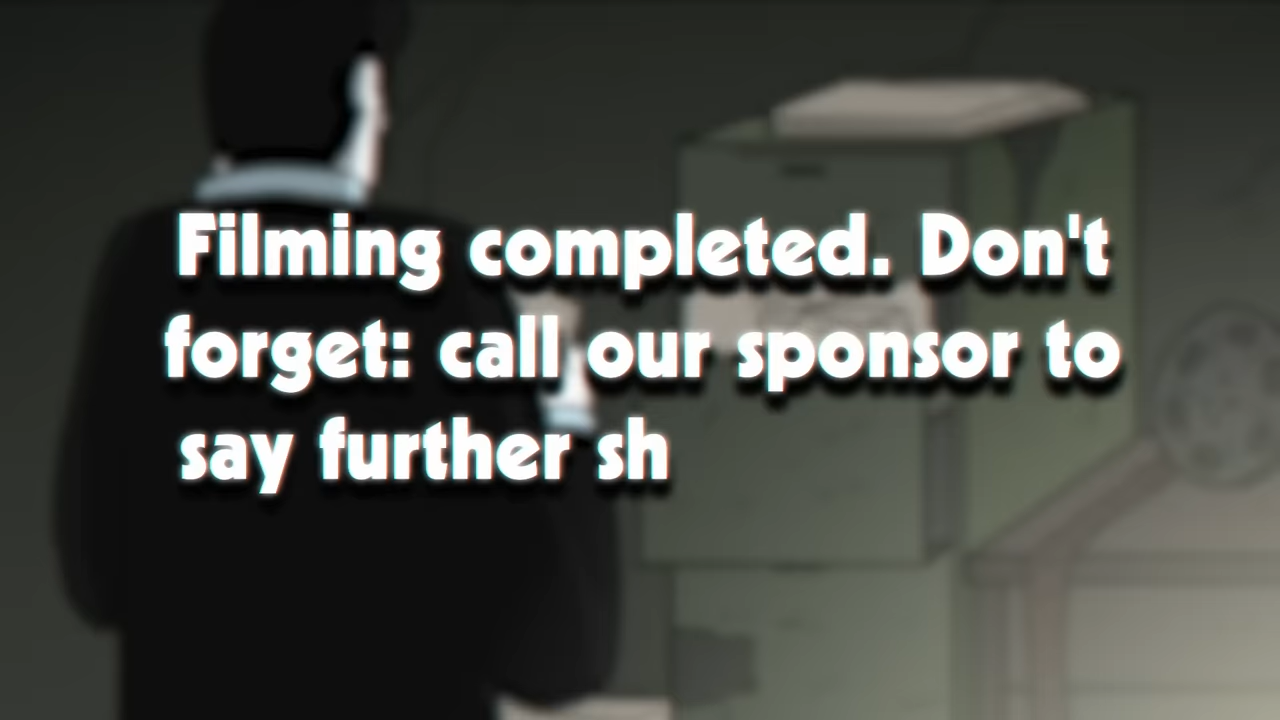 Filming completed. Don't
forget: call our sponsor to
say further sh